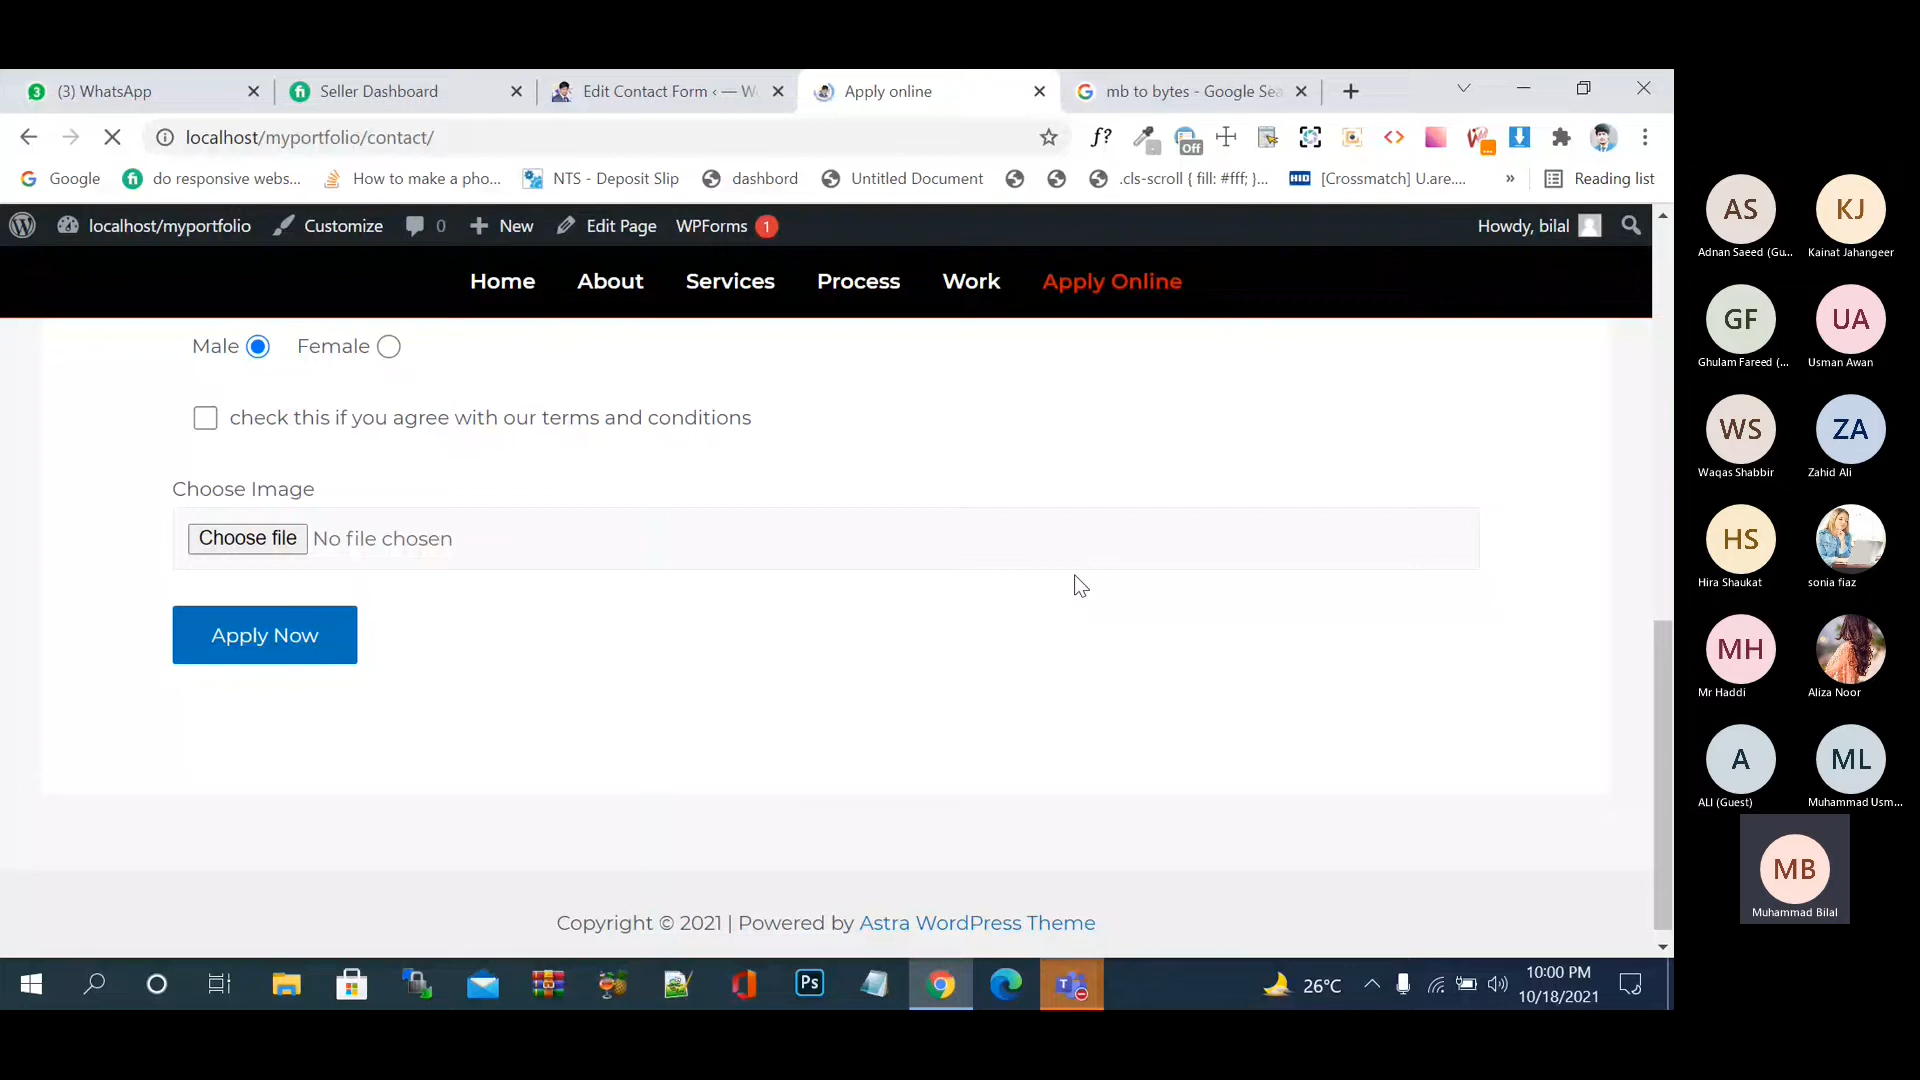 3 (3) WhatsApp
fi Seller Dashboard
Edit Contact Form ‹ — W
Apply online
mb to bytes - Google Sea
localhost/myportfolio/contact/
f?
Off
Google
fi do responsive webs...
How to make a pho...
NTS - Deposit Slip
dashbord
Untitled Document
.cls-scroll { fill: #fff; }...
HID [Crossmatch] U.are....
»
Reading list
localhost/myportfolio
Customize
0
New
Edit Page
WPForms 1
Howdy, bilal
Home
About
Services
Process
Work
Apply Online
Male
Female
check this if you agree with our terms and conditions
Choose Image
Choose file No file chosen
Apply Now
Copyright © 2021 | Powered by Astra WordPress Theme
Ps
T
26°C
10:00 PM
10/18/2021
AS
Adnan Saeed (Gu...
KJ
Kainat Jahangeer
GF
Ghulam Fareed (...
UA
Usman Awan
WS
Waqas Shabbir
ZA
Zahid Ali
HS
Hira Shaukat
sonia fiaz
MH
Mr Haddi
Aliza Noor
A
ALI (Guest)
ML
Muhammad Usm...
MB
Muhammad Bilal